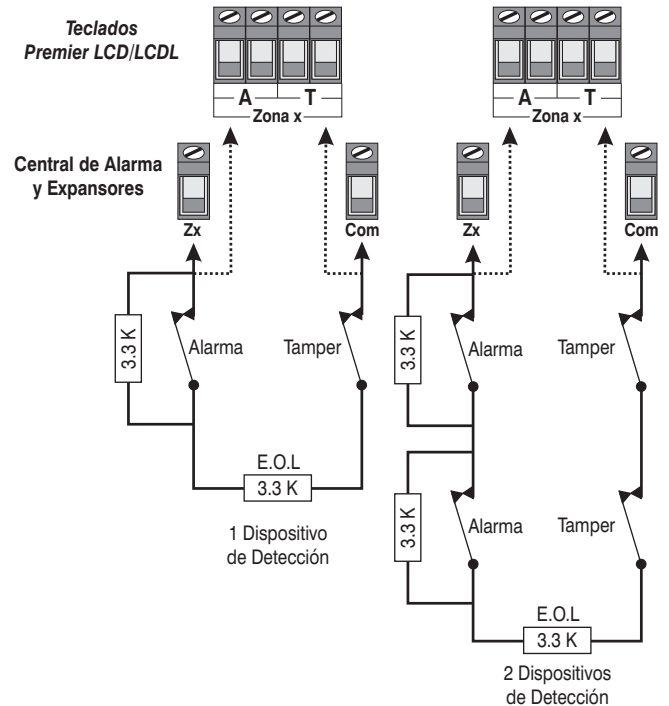 Teclados
Premier LCD/LCDL
A T
Zona x
A T
Zona x
Central de Alarma
y Expansores
Zx
Com
Zx
Com
3.3 K
Alarma
Tamper
3.3 K
Alarma
Tamper
E.O.L
3.3 K
1 Dispositivo
de Detección
3.3 K
Alarma
Tamper
E.O.L
3.3 K
2 Dispositivos
de Detección